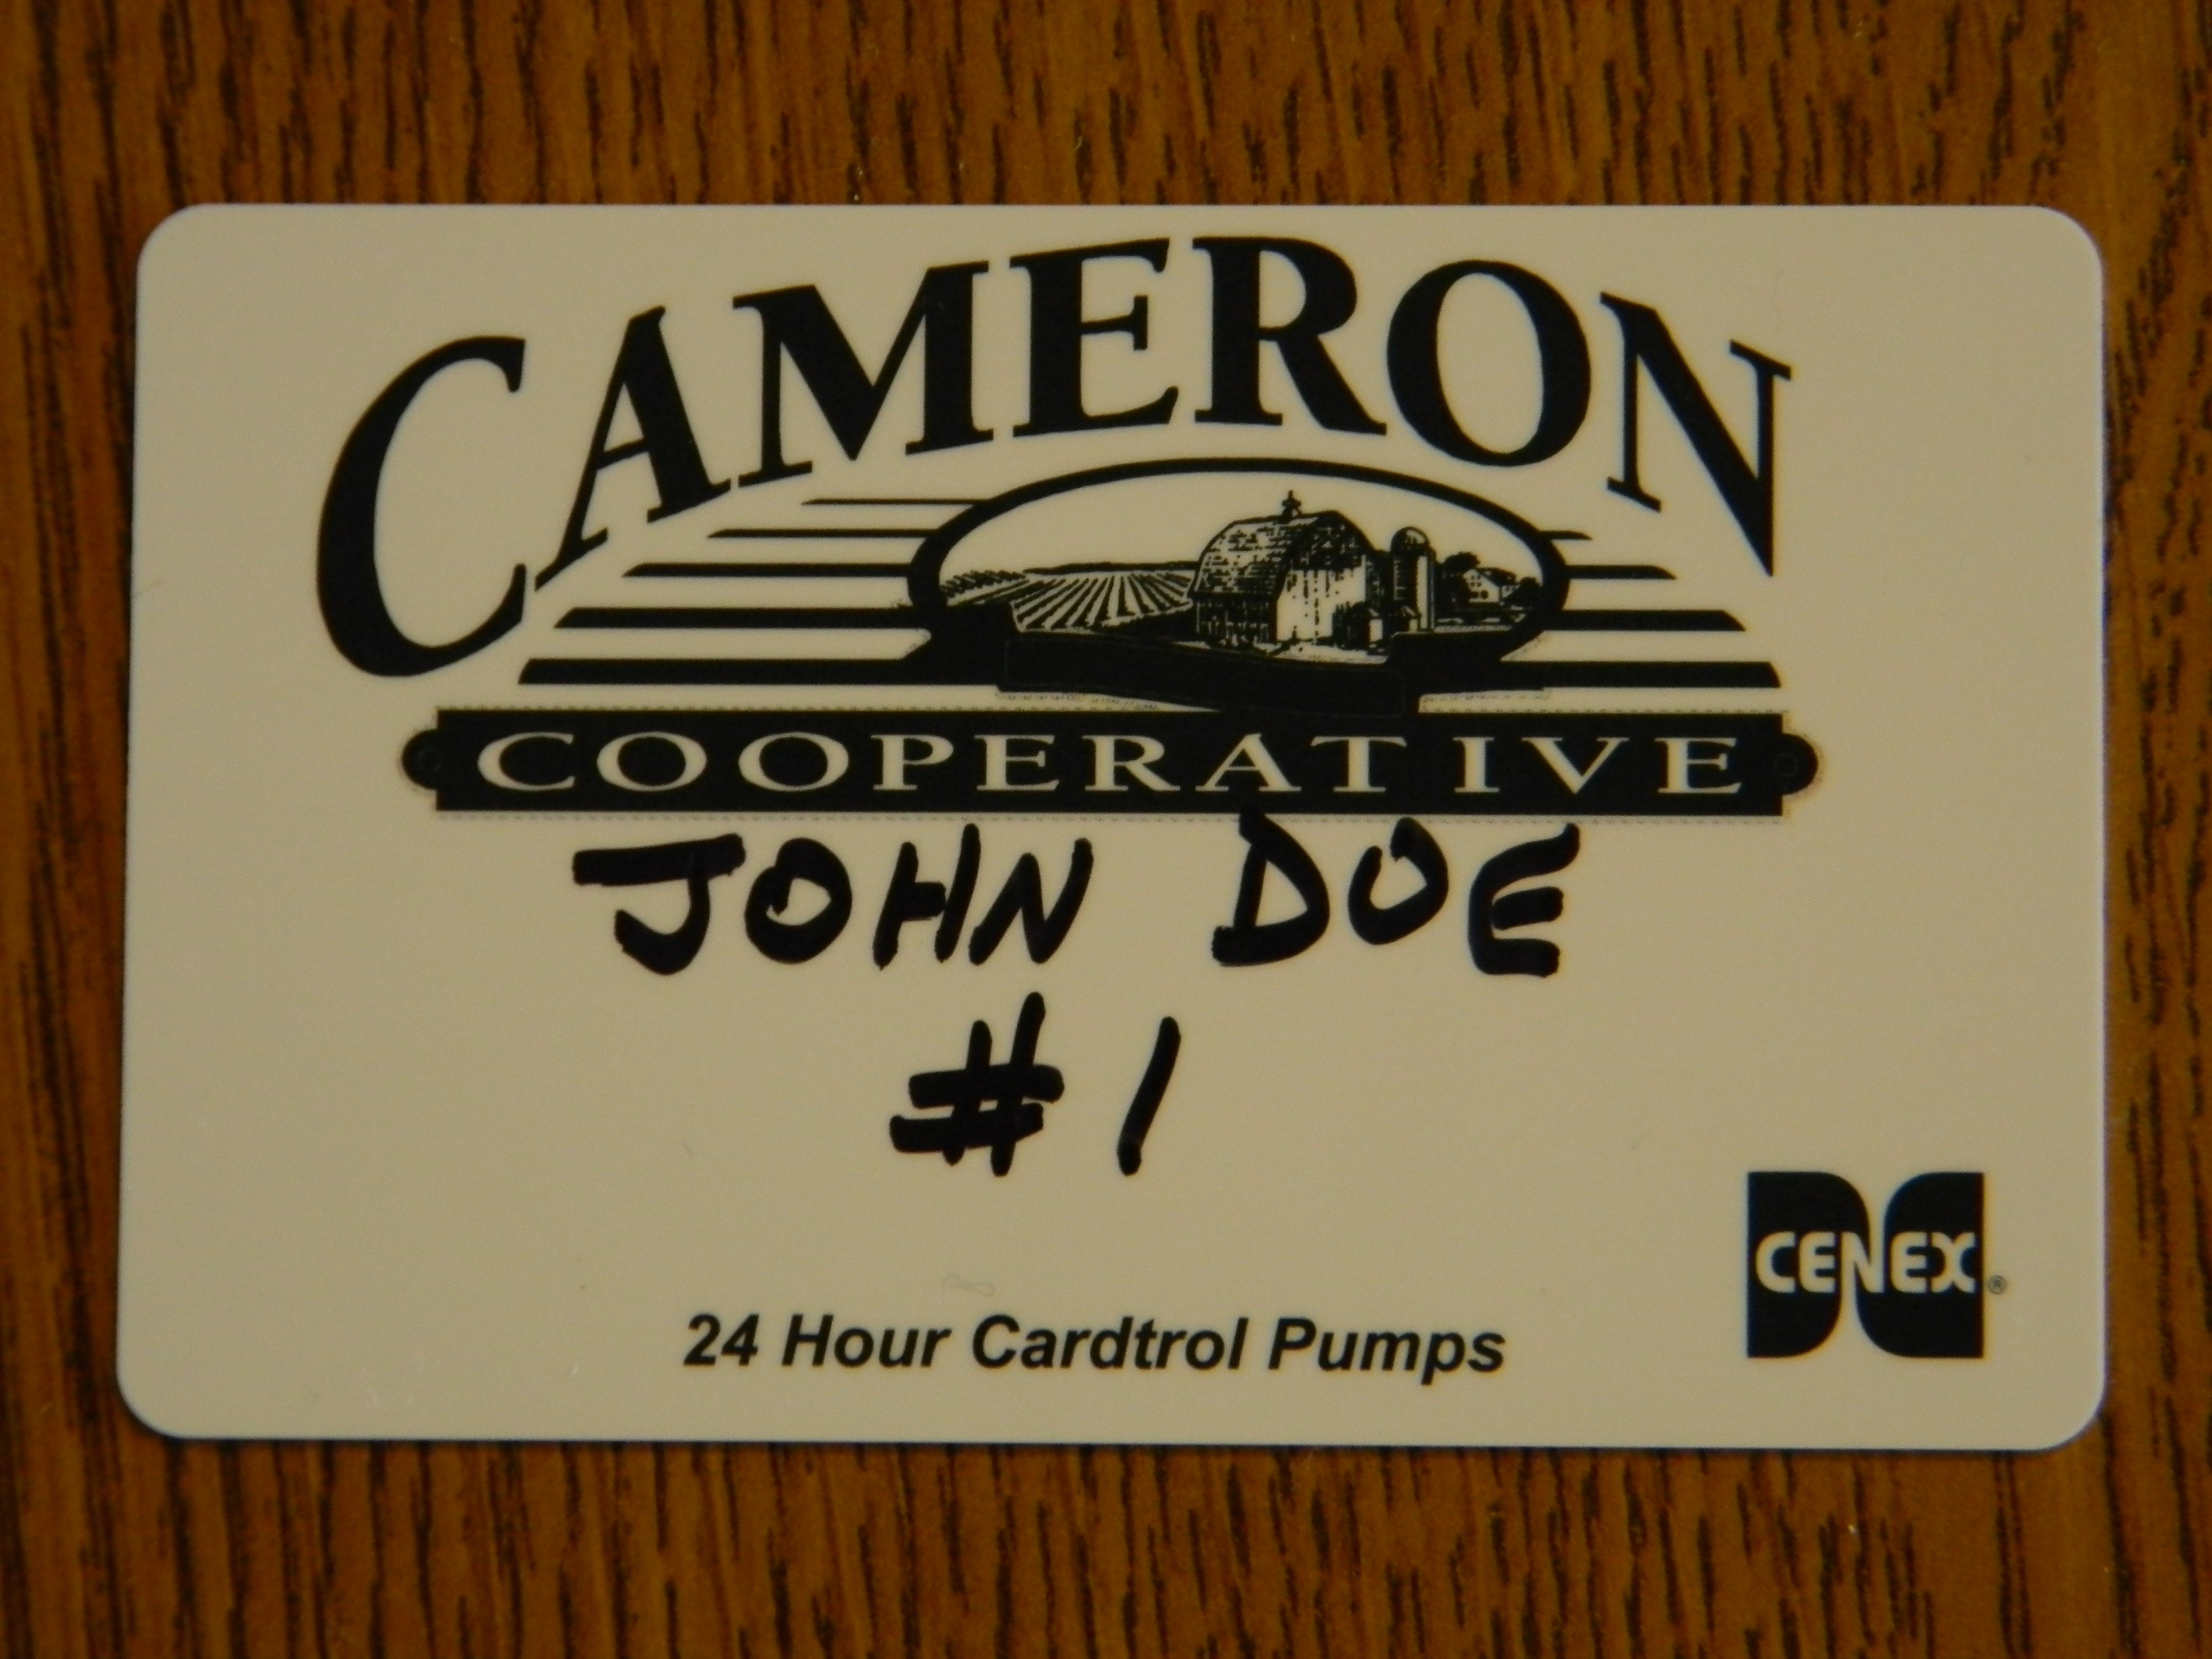 CAMERON
COOPERATIVE
JOHN DOE
#1
CENEX®
24 Hour Cardtrol Pumps